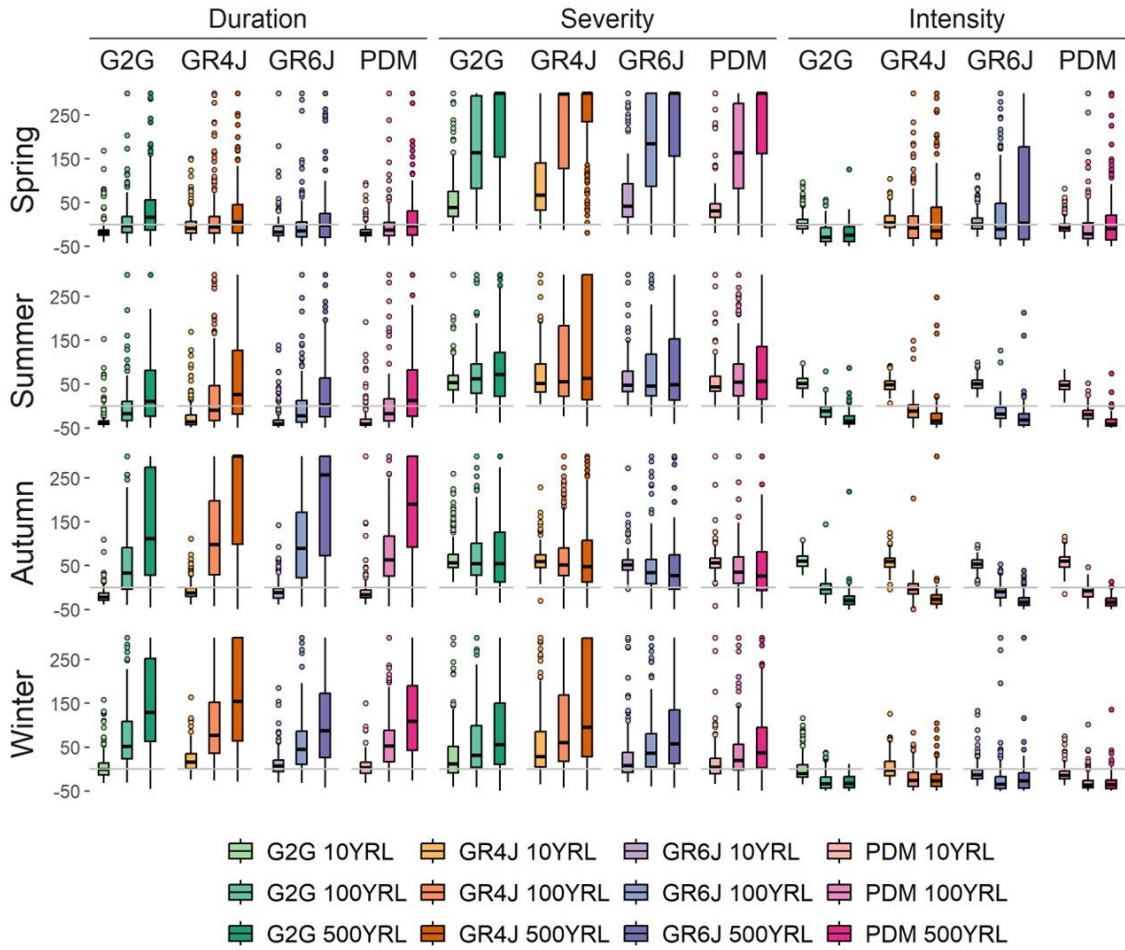 Duration Severity Intensity
G2G GR4J GR6J PDM G2G GR4J GR6J PDM G2G GR4J GR6J PDM
Spring
250
150
50
-50
Summer
250
150
50
-50
Autumn
250
150
50
-50
Winter
250
150
50
-50
G2G 10YRL GR4J 10YRL GR6J 10YRL PDM 10YRL
G2G 100YRL GR4J 100YRL GR6J 100YRL PDM 100YRL
G2G 500YRL GR4J 500YRL GR6J 500YRL PDM 500YRL